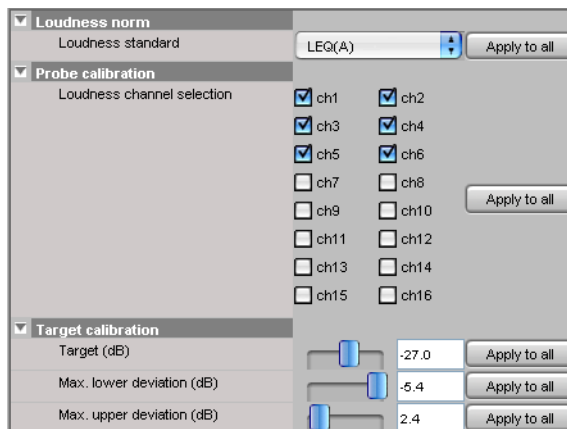 Loudness norm
Loudness standard LEQ(A) Apply to all
Probe calibration
Loudness channel selection ch1 ch2
ch3 ch4
ch5 ch6
ch7 ch8
Apply to all
ch9 ch10
ch11 ch12
ch13 ch14
ch15 ch16
Target calibration
Target (dB) -27.0 Apply to all
Max. lower deviation (dB) -5.4 Apply to all
Max. upper deviation (dB) 2.4 Apply to all